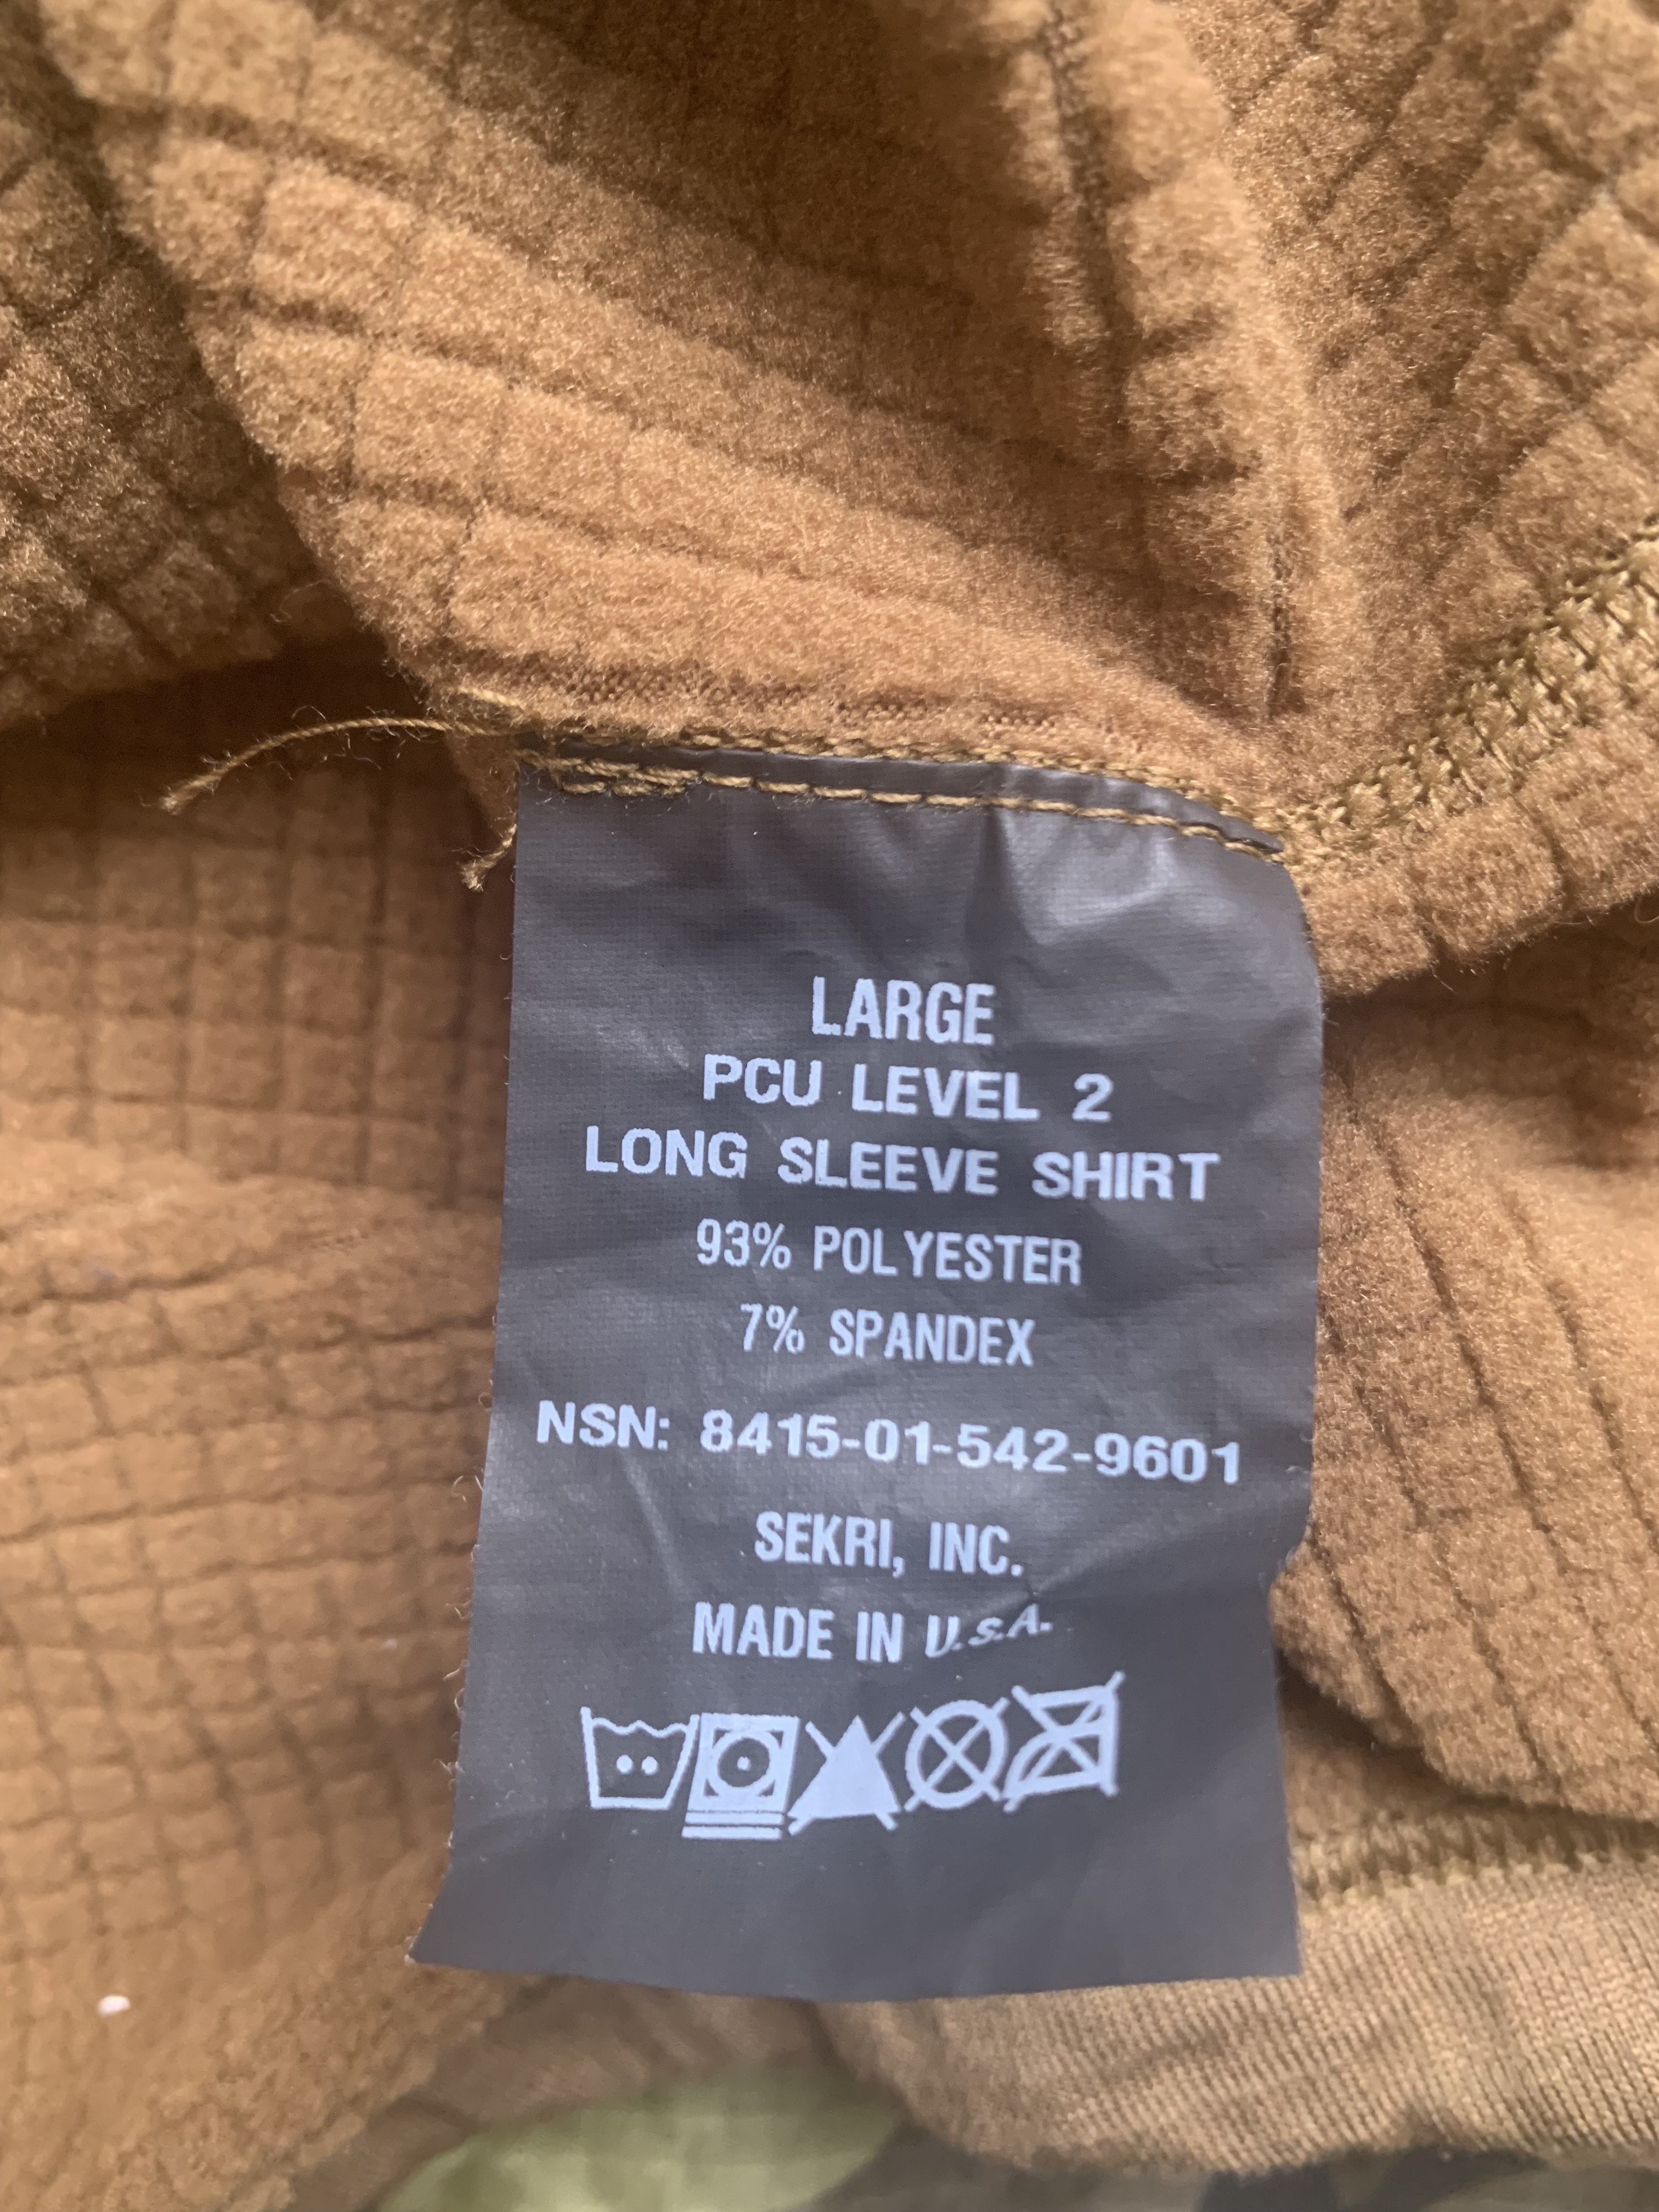 LARGE
PCU LEVEL 2
LONG SLEEVE SHIRT
93% POLYESTER
7% SPANDEX
NSN: 8415-01-542-9601
SEKRI, INC.
MADE IN U.S.A.